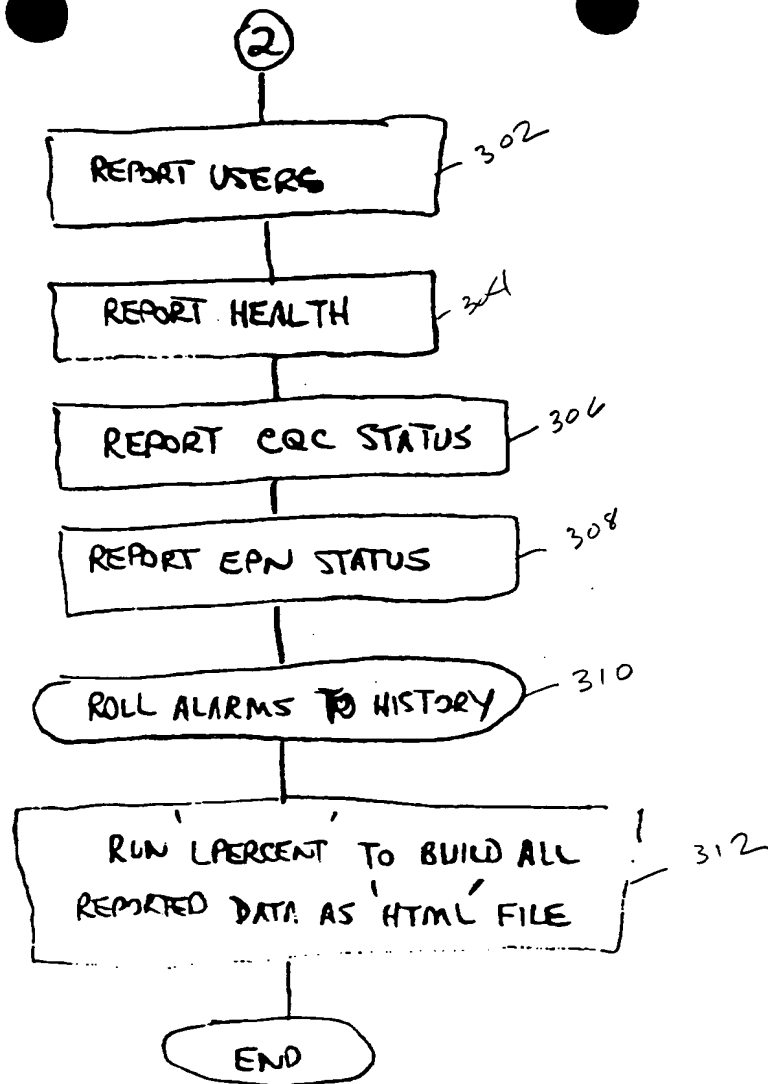 2
REPORT USERS
302
REPORT HEALTH
304
REPORT CQC STATUS
306
REPORT EPN STATUS
308
ROLL ALARMS TO HISTORY
310
RUN 'LPERCENT' TO BUILD ALL
REPORTED DATA AS 'HTML' FILE
312
END